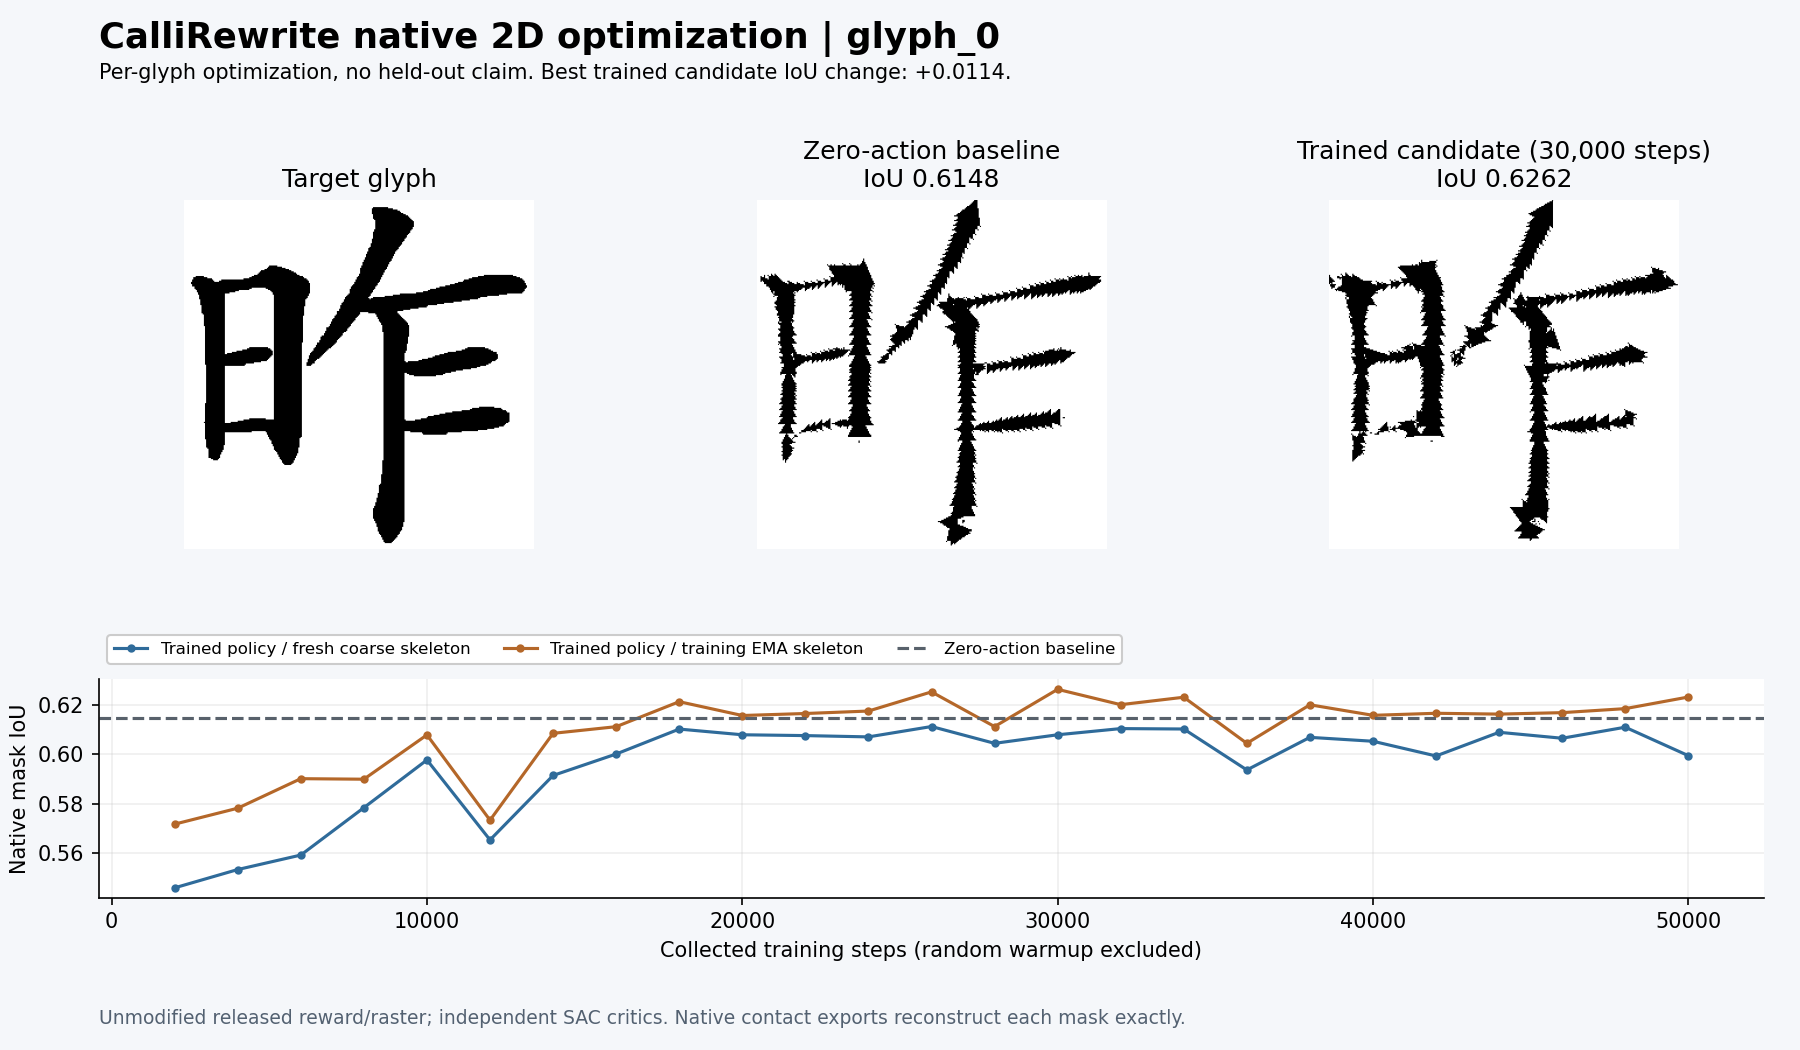 CalliRewrite native 2D optimization | glyph_0
Per-glyph optimization, no held-out claim. Best trained candidate IoU change: +0.0114.
Target glyph
Zero-action baseline
IoU 0.6148
Trained candidate (30,000 steps)
IoU 0.6262
昨
昨
昨
Trained policy / fresh coarse skeleton
Trained policy / training EMA skeleton
Zero-action baseline
Native mask IoU
0.62
0.60
0.58
0.56
0
10000
20000
30000
40000
50000
Collected training steps (random warmup excluded)
Unmodified released reward/raster; independent SAC critics. Native contact exports reconstruct each mask exactly.